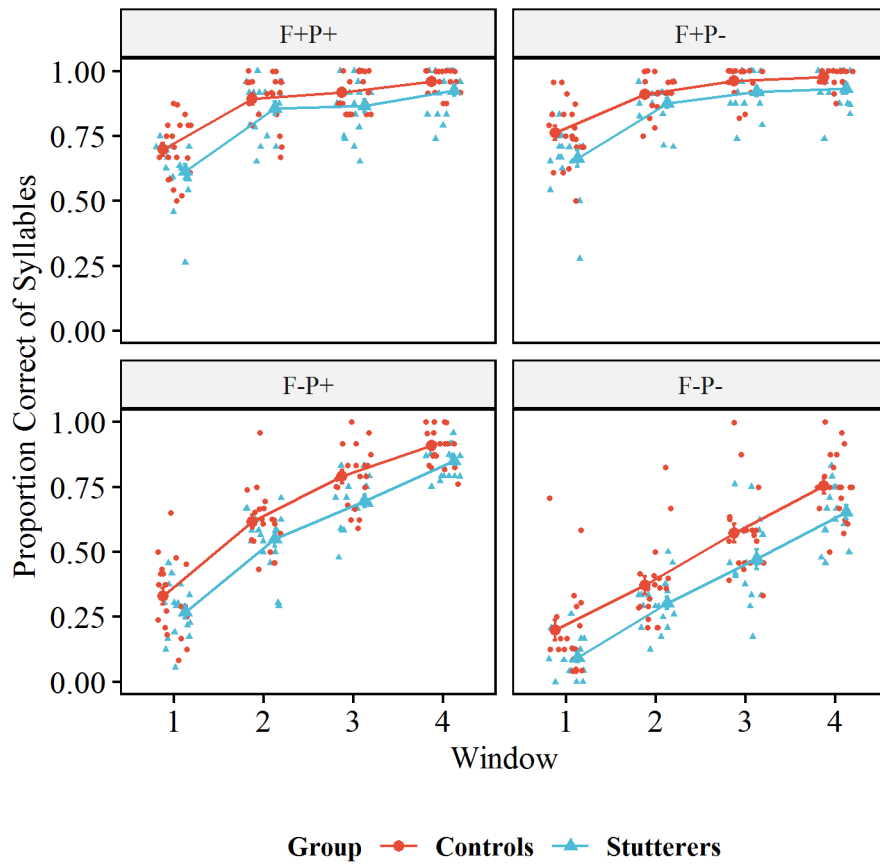 F+P+ F+P-
1.00
0.75
0.50
0.25
0.00
F-P+ F-P-
1.00
0.75
0.50
0.25
0.00
1 2 3 4 1 2 3 4
Proportion Correct of Syllables
Window
Group Controls Stutterers